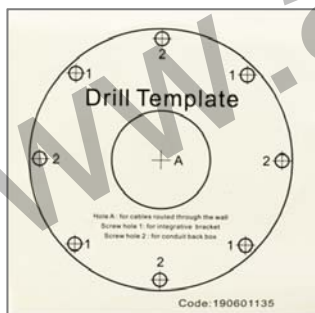 2
1
1
Drill Template
2
A
2
Hole A : for cables routed through the wall
Screw hole 1: for integrative bracket
Screw hole 2 : for conduit back box
1
1
2
Code:190601135